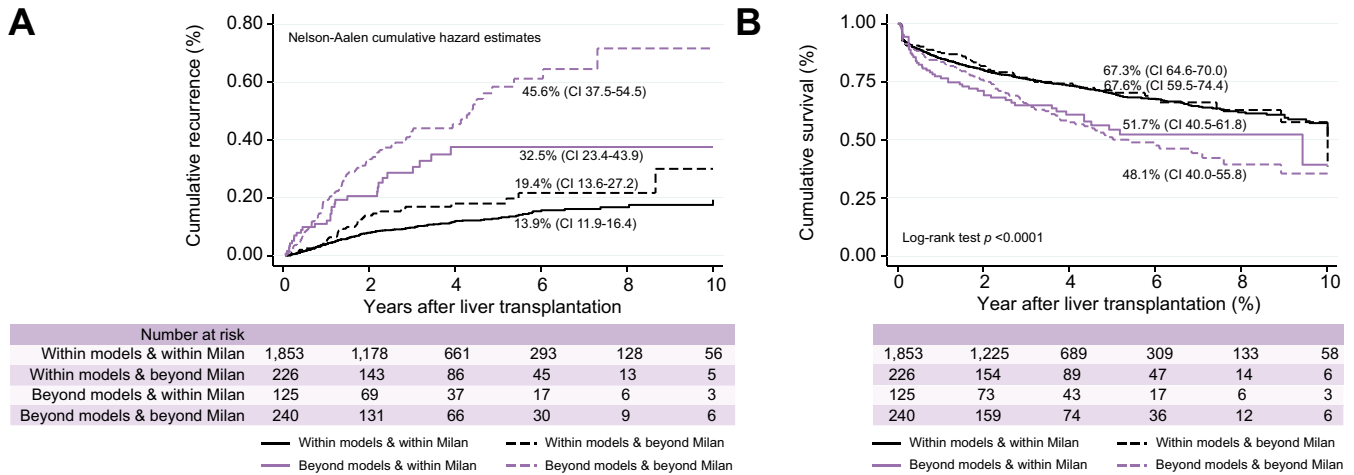 A
Cumulative recurrence (%)
0.80
0.60
0.40
0.20
0.00
Nelson-Aalen cumulative hazard estimates
45.6% (CI 37.5-54.5)
32.5% (CI 23.4-43.9)
19.4% (CI 13.6-27.2)
13.9% (CI 11.9-16.4)
0 2 4 6 8 10
Years after liver transplantation
Number at risk
Within models & within Milan 1,853 1,178 661 293 128 56
Within models & beyond Milan 226 143 86 45 13 5
Beyond models & within Milan 125 69 37 17 6 3
Beyond models & beyond Milan 240 131 66 30 9 6
Within models & within Milan
Within models & beyond Milan
Beyond models & within Milan
Beyond models & beyond Milan
B
Cumulative survival (%)
1.00
0.75
0.50
0.25
0.00
67.3% (CI 64.6-70.0)
67.6% (CI 59.5-74.4)
51.7% (CI 40.5-61.8)
48.1% (CI 40.0-55.8)
Log-rank test p <0.0001
0 2 4 6 8 10
Year after liver transplantation (%)
1,853 1,225 689 309 133 58
226 154 89 47 14 6
125 73 43 17 6 3
240 159 74 36 12 6
Within models & within Milan
Within models & beyond Milan
Beyond models & within Milan
Beyond models & beyond Milan